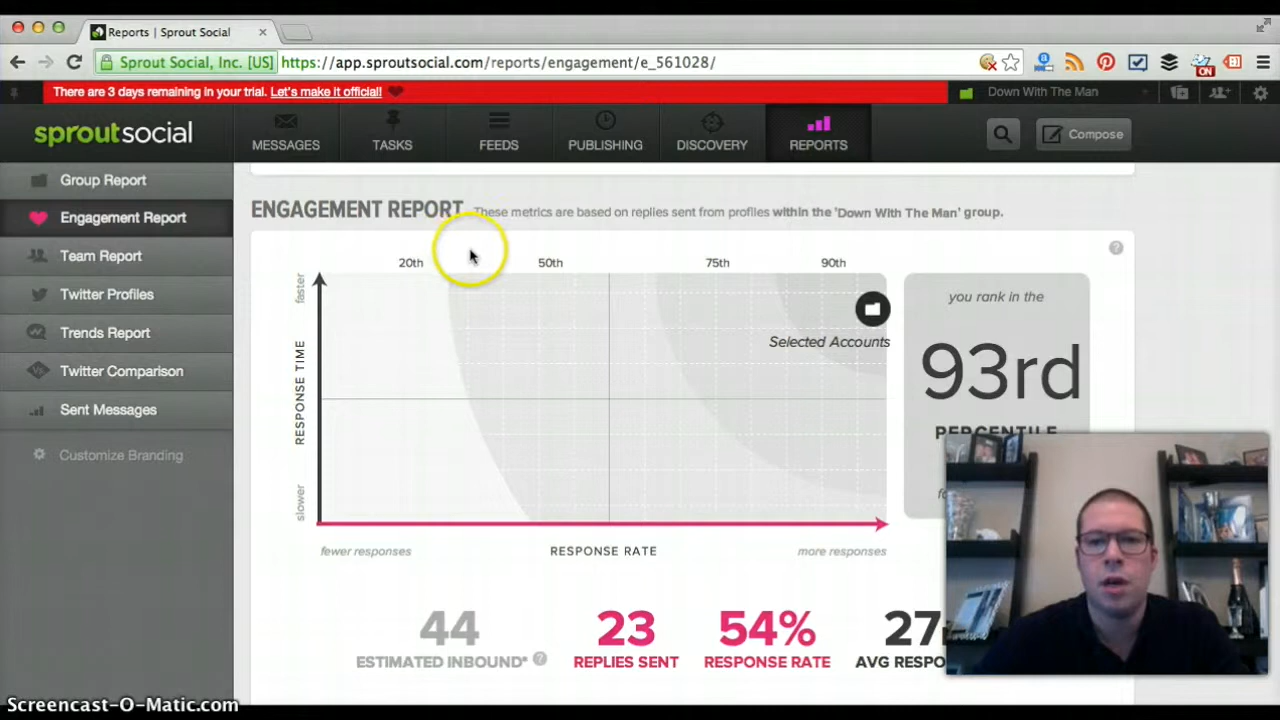 Reports | Sprout Social
Sprout Social, Inc. [US] https://app.sproutsocial.com/reports/engagement/e_561028/
ON
There are 3 days remaining in your trial. Let's make it official!
Down With The Man
sproutsocial
MESSAGES
TASKS
FEEDS
PUBLISHING
DISCOVERY
REPORTS
Compose
Group Report
Engagement Report
Team Report
Twitter Profiles
Trends Report
Twitter Comparison
Sent Messages
Customize Branding
ENGAGEMENT REPORT These metrics are based on replies sent from profiles within the 'Down With The Man' group.
20th 50th 75th 90th
faster
RESPONSE TIME
slower
Selected Accounts
you rank in the
93rd
PERCENTILE
fewer responses RESPONSE RATE more responses
44 23 54% 27
ESTIMATED INBOUND* REPLIES SENT RESPONSE RATE AVG RESPO
Screencast-O-Matic.com